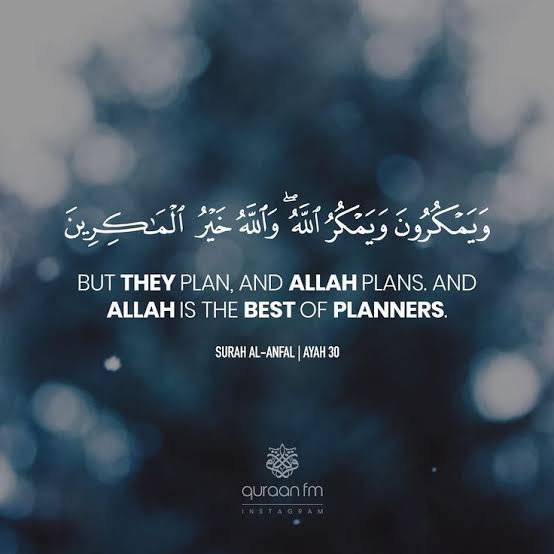 وَيَمْكُرُونَ وَيَمْكُرُ ٱللَّهُ ۖ وَٱللَّهُ خَيْرُ ٱلْمَـٰكِرِينَ
BUT THEY PLAN, AND ALLAH PLANS. AND
ALLAH IS THE BEST OF PLANNERS.
SURAH AL-ANFAL | AYAH 30
quraan fm
INSTAGRAM